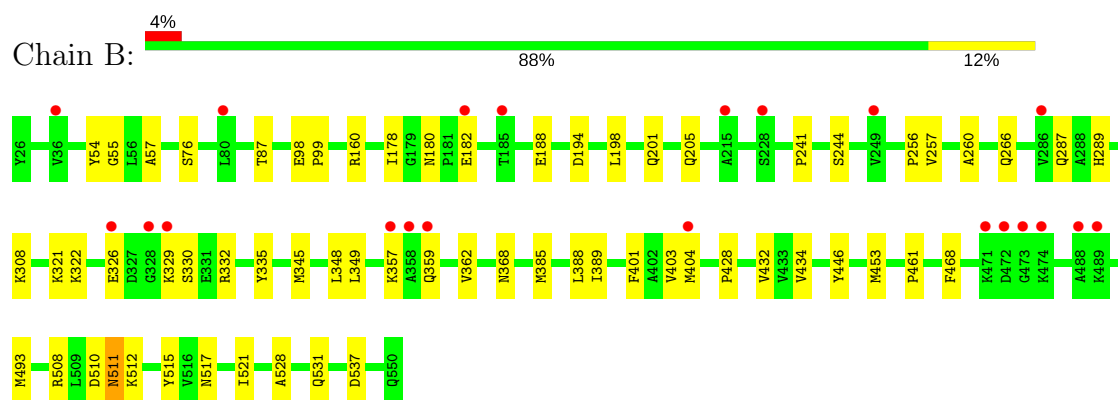 4%
Chain B:
88% 12%
Y26 V36 Y54 G55 L56 A57 S76 L80 T87 E98 P99 R160 I178 G179 N180 P181 E182 T185 E188 D194 L198 Q201 Q205 A215 S228 P241 S244 V249 P256 V257 A260 Q266 V286 Q287 A288 H289
K308 K321 K322 E326 D327 G328 K329 S330 E331 R332 Y335 M345 L348 L349 K357 A358 Q359 V362 N368 M385 L388 I389 F401 A402 V403 M404 P428 V432 V433 V434 Y446 M453 P461 F468 K471 D472 G473 K474 A488 K489
M493 R508 L509 D510 N511 K512 Y515 V516 N517 I521 A528 Q531 D537 Q550